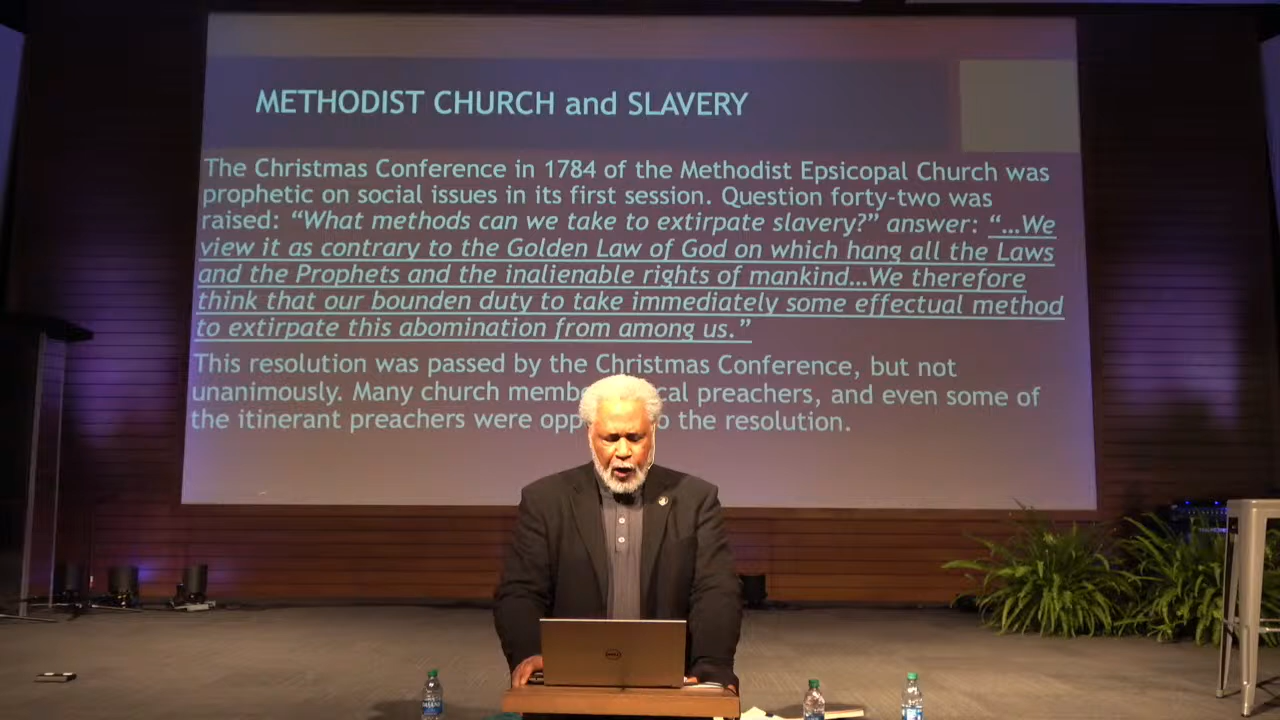 METHODIST CHURCH and SLAVERY
The Christmas Conference in 1784 of the Methodist Epsicopal Church was
prophetic on social issues in its first session. Question forty-two was
raised: “What methods can we take to extirpate slavery?” answer: “…We
view it as contrary to the Golden Law of God on which hang all the Laws
and the Prophets and the inalienable rights of mankind…We therefore
think that our bounden duty to take immediately some effectual method
to extirpate this abomination from among us.”
This resolution was passed by the Christmas Conference, but not
unanimously. Many church preachers, and even some of
the itinerant preachers were the resolution.
DELL
DASANI